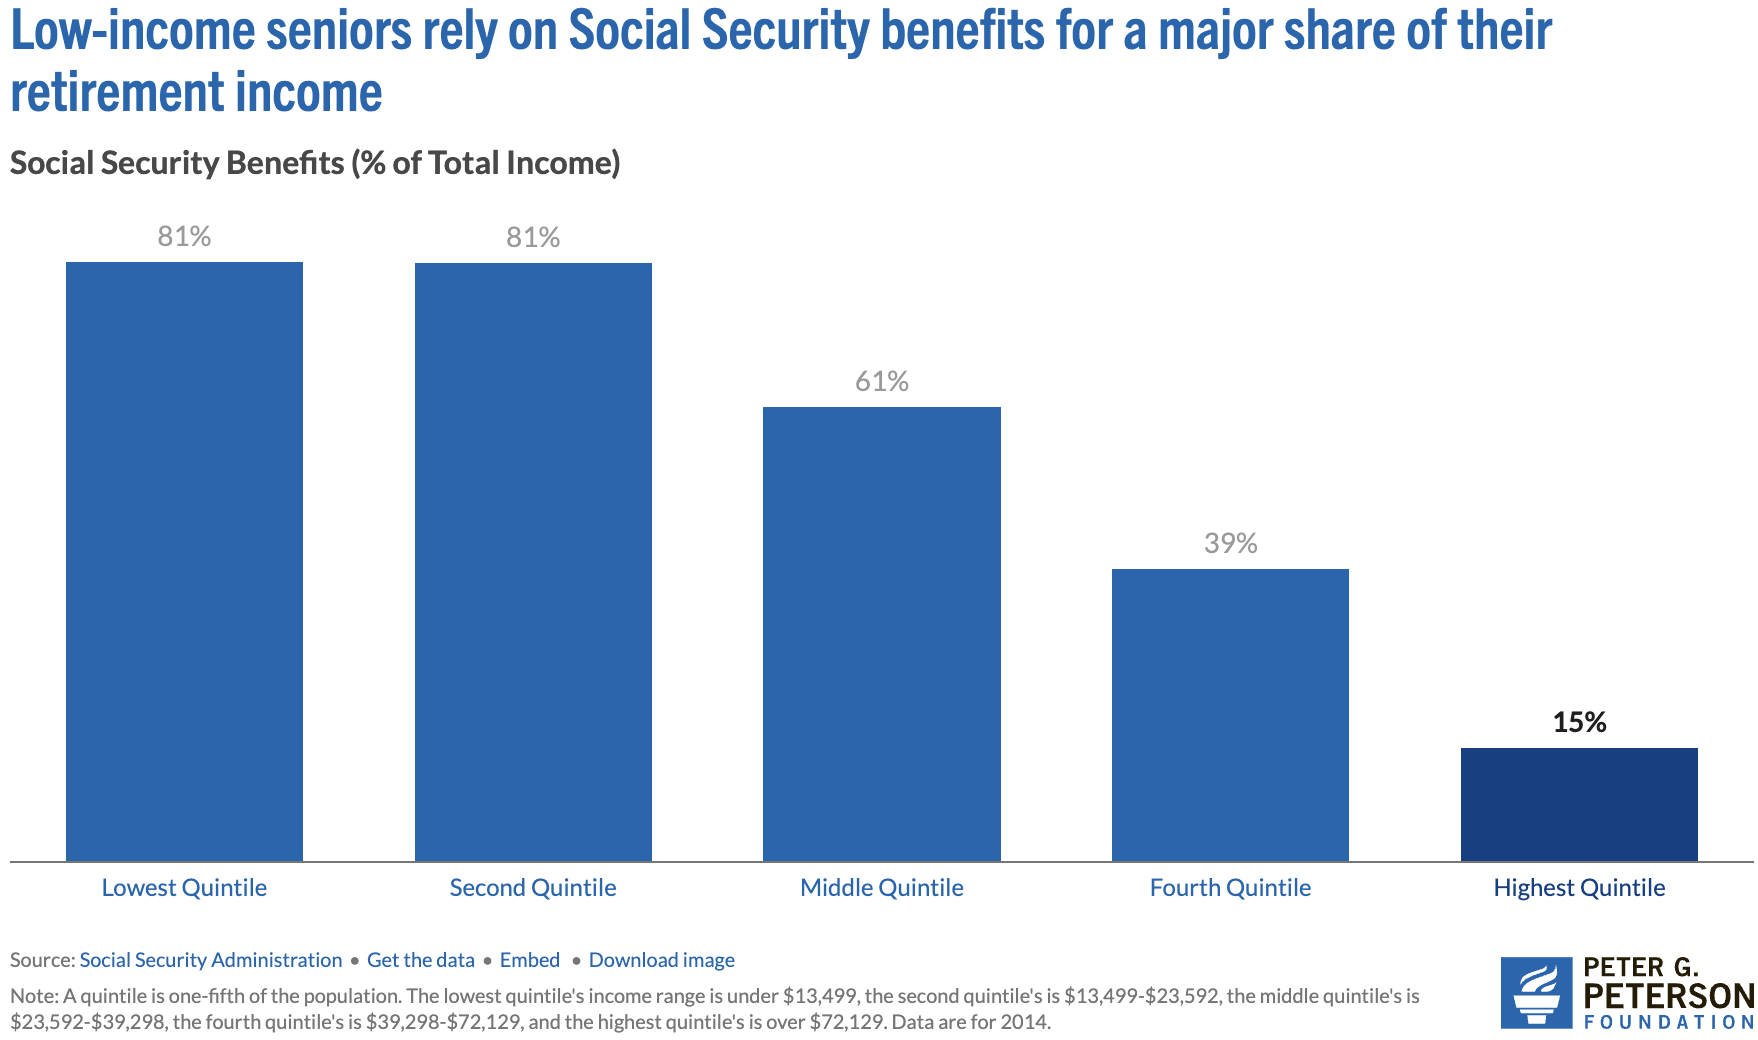 Low-income seniors rely on Social Security benefits for a major share of their
retirement income
Social Security Benefits (% of Total Income)
81%
81%
61%
39%
15%
Lowest Quintile
Second Quintile
Middle Quintile
Fourth Quintile
Highest Quintile
Source: Social Security Administration • Get the data • Embed • Download image
Note: A quintile is one-fifth of the population. The lowest quintile's income range is under $13,499, the second quintile's is $13,499-$23,592, the middle quintile's is
$23,592-$39,298, the fourth quintile's is $39,298-$72,129, and the highest quintile's is over $72,129. Data are for 2014.
PETER G.
PETERSON
FOUNDATION